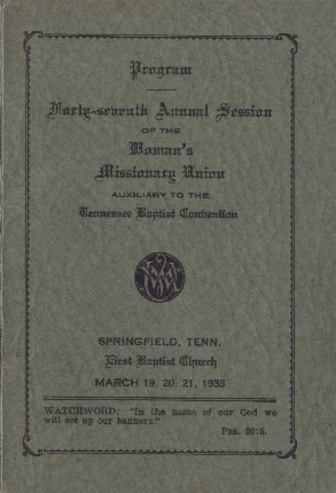 Program
Forty-seventh Annual Session
OF THE
Woman's
Missionary Union
AUXILIARY TO THE
Tennessee Baptist Convention
SPRINGFIELD, TENN.
First Baptist Church
MARCH 19, 20, 21, 1935
WATCHWORD: "In the name of our God we
will set up our banners."
Psa. 20:5.